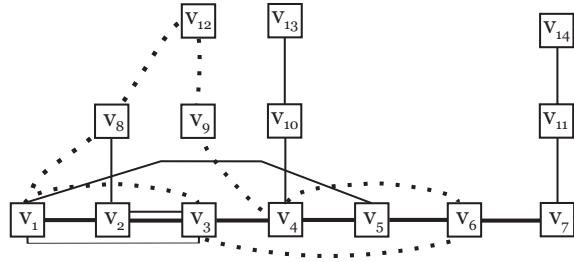 v₁₂ v₁₃ v₁₄
v₈ v₉ v₁₀ v₁₁
v₁ v₂ v₃ v₄ v₅ v₆ v₇